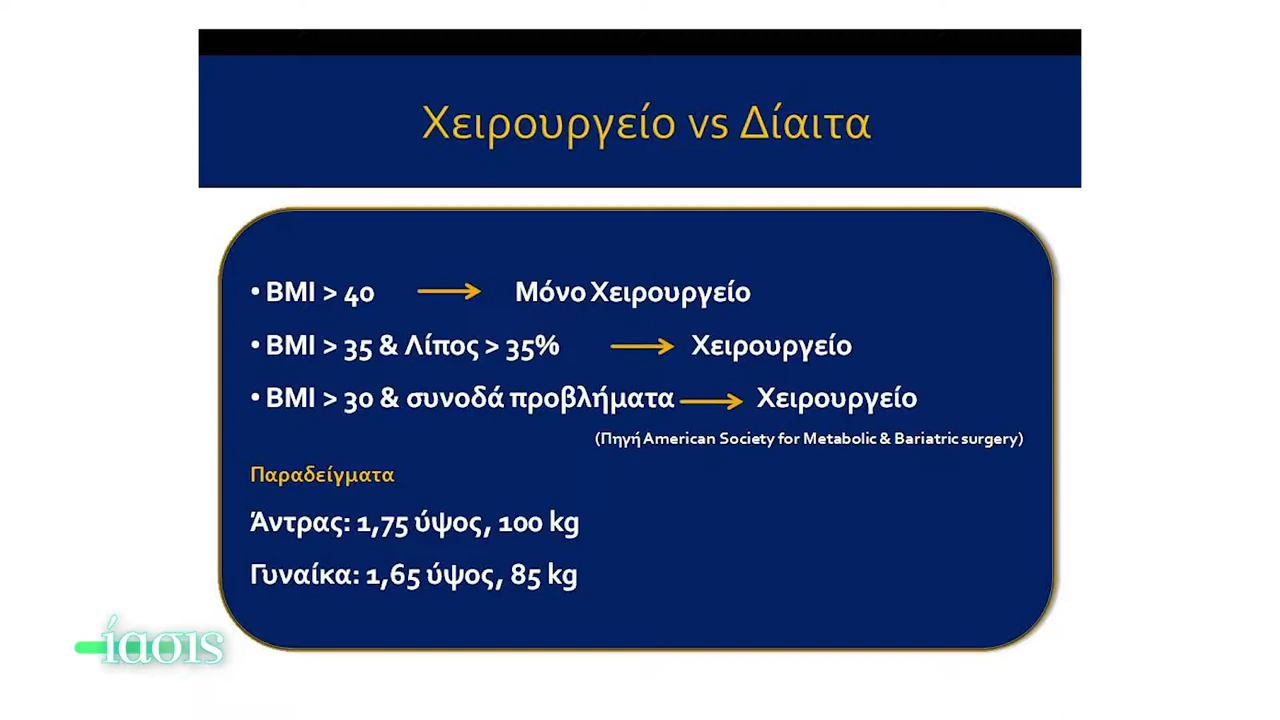 Χειρουργείο vs Δίαιτα
• BMI > 40 → Μόνο Χειρουργείο
• BMI > 35 & Λίπος > 35% → Χειρουργείο
• BMI > 30 & συνοδά προβλήματα → Χειρουργείο
(Πηγή American Society for Metabolic & Bariatric surgery)
Παραδείγματα
Άντρας: 1,75 ύψος, 100 kg
Γυναίκα: 1,65 ύψος, 85 kg
ίασις